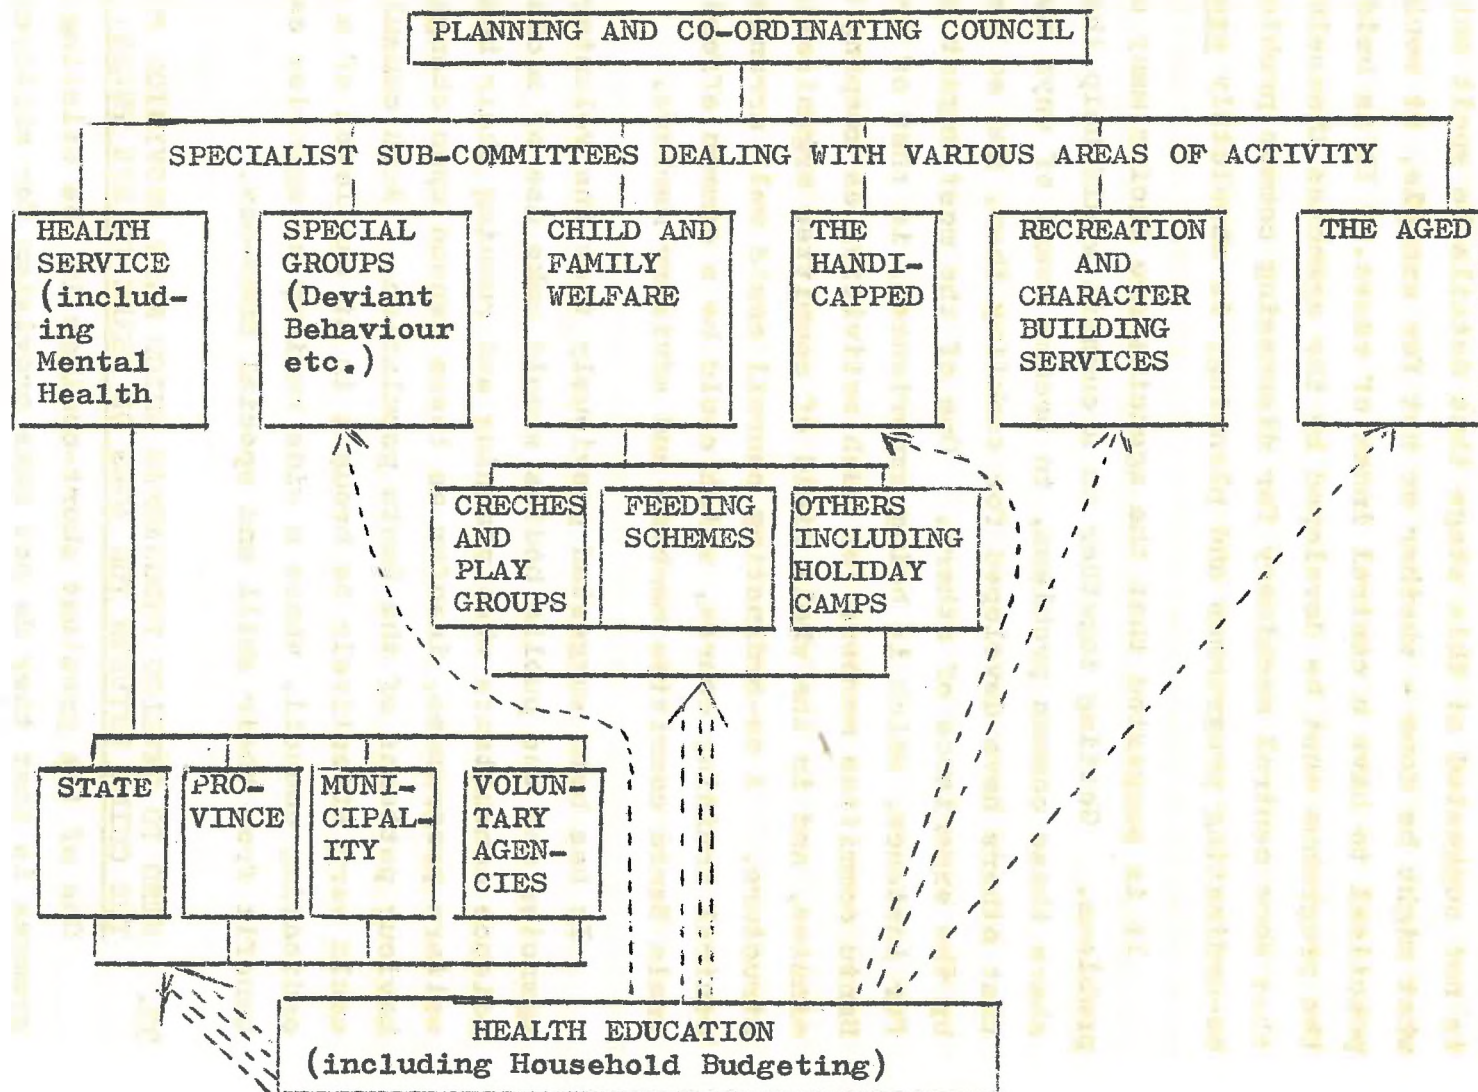 PLANNING AND CO-ORDINATING COUNCIL
SPECIALIST SUB-COMMITTEES DEALING WITH VARIOUS AREAS OF ACTIVITY
HEALTH
SERVICE
(includ-
ing
Mental
Health
SPECIAL
GROUPS
(Deviant
Behaviour
etc.)
CHILD AND
FAMILY
WELFARE
THE
HANDI-
CAPPED
RECREATION
AND
CHARACTER
BUILDING
SERVICES
THE AGED
CRECHES
AND
PLAY
GROUPS
FEEDING
SCHEMES
OTHERS
INCLUDING
HOLIDAY
CAMPS
STATE
PRO-
VINCE
MUNI-
CIPAL-
ITY
VOLUN-
TARY
AGEN-
CIES
HEALTH EDUCATION
(including Household Budgeting)